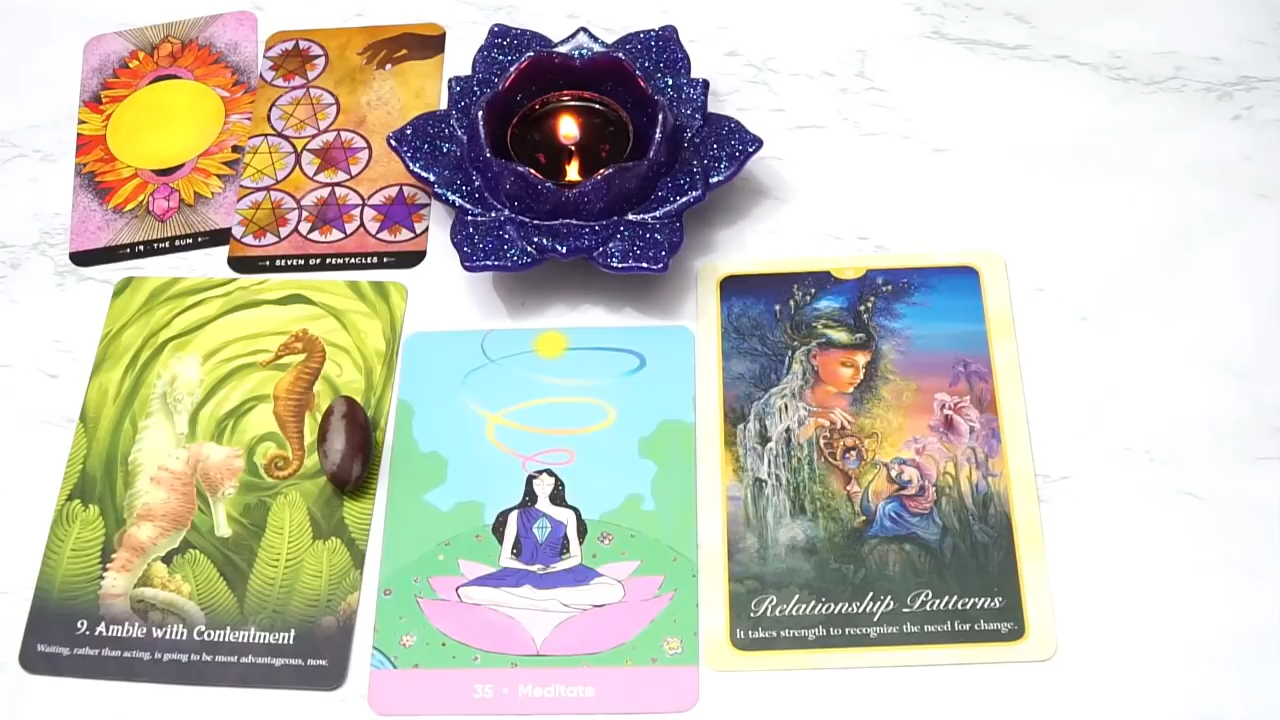 19 - THE SUN
SEVEN OF PENTACLES
9. Amble with Contentment
Waiting, rather than acting, is going to be most advantageous, now.
35 • Meditate
Relationship Patterns
It takes strength to recognize the need for change.